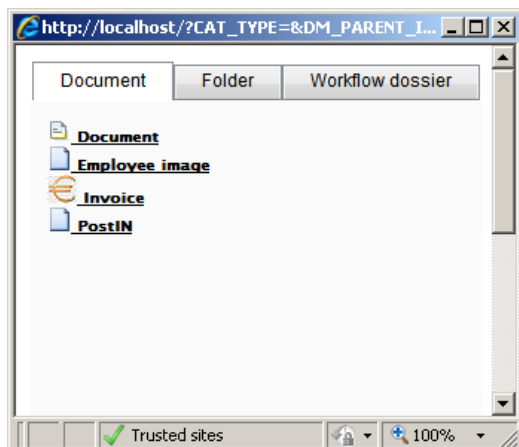 http://localhost/?CAT_TYPE=&DM_PARENT_I...
Document Folder Workflow dossier
Document
Employee image
Invoice
PostIN
Trusted sites 100%